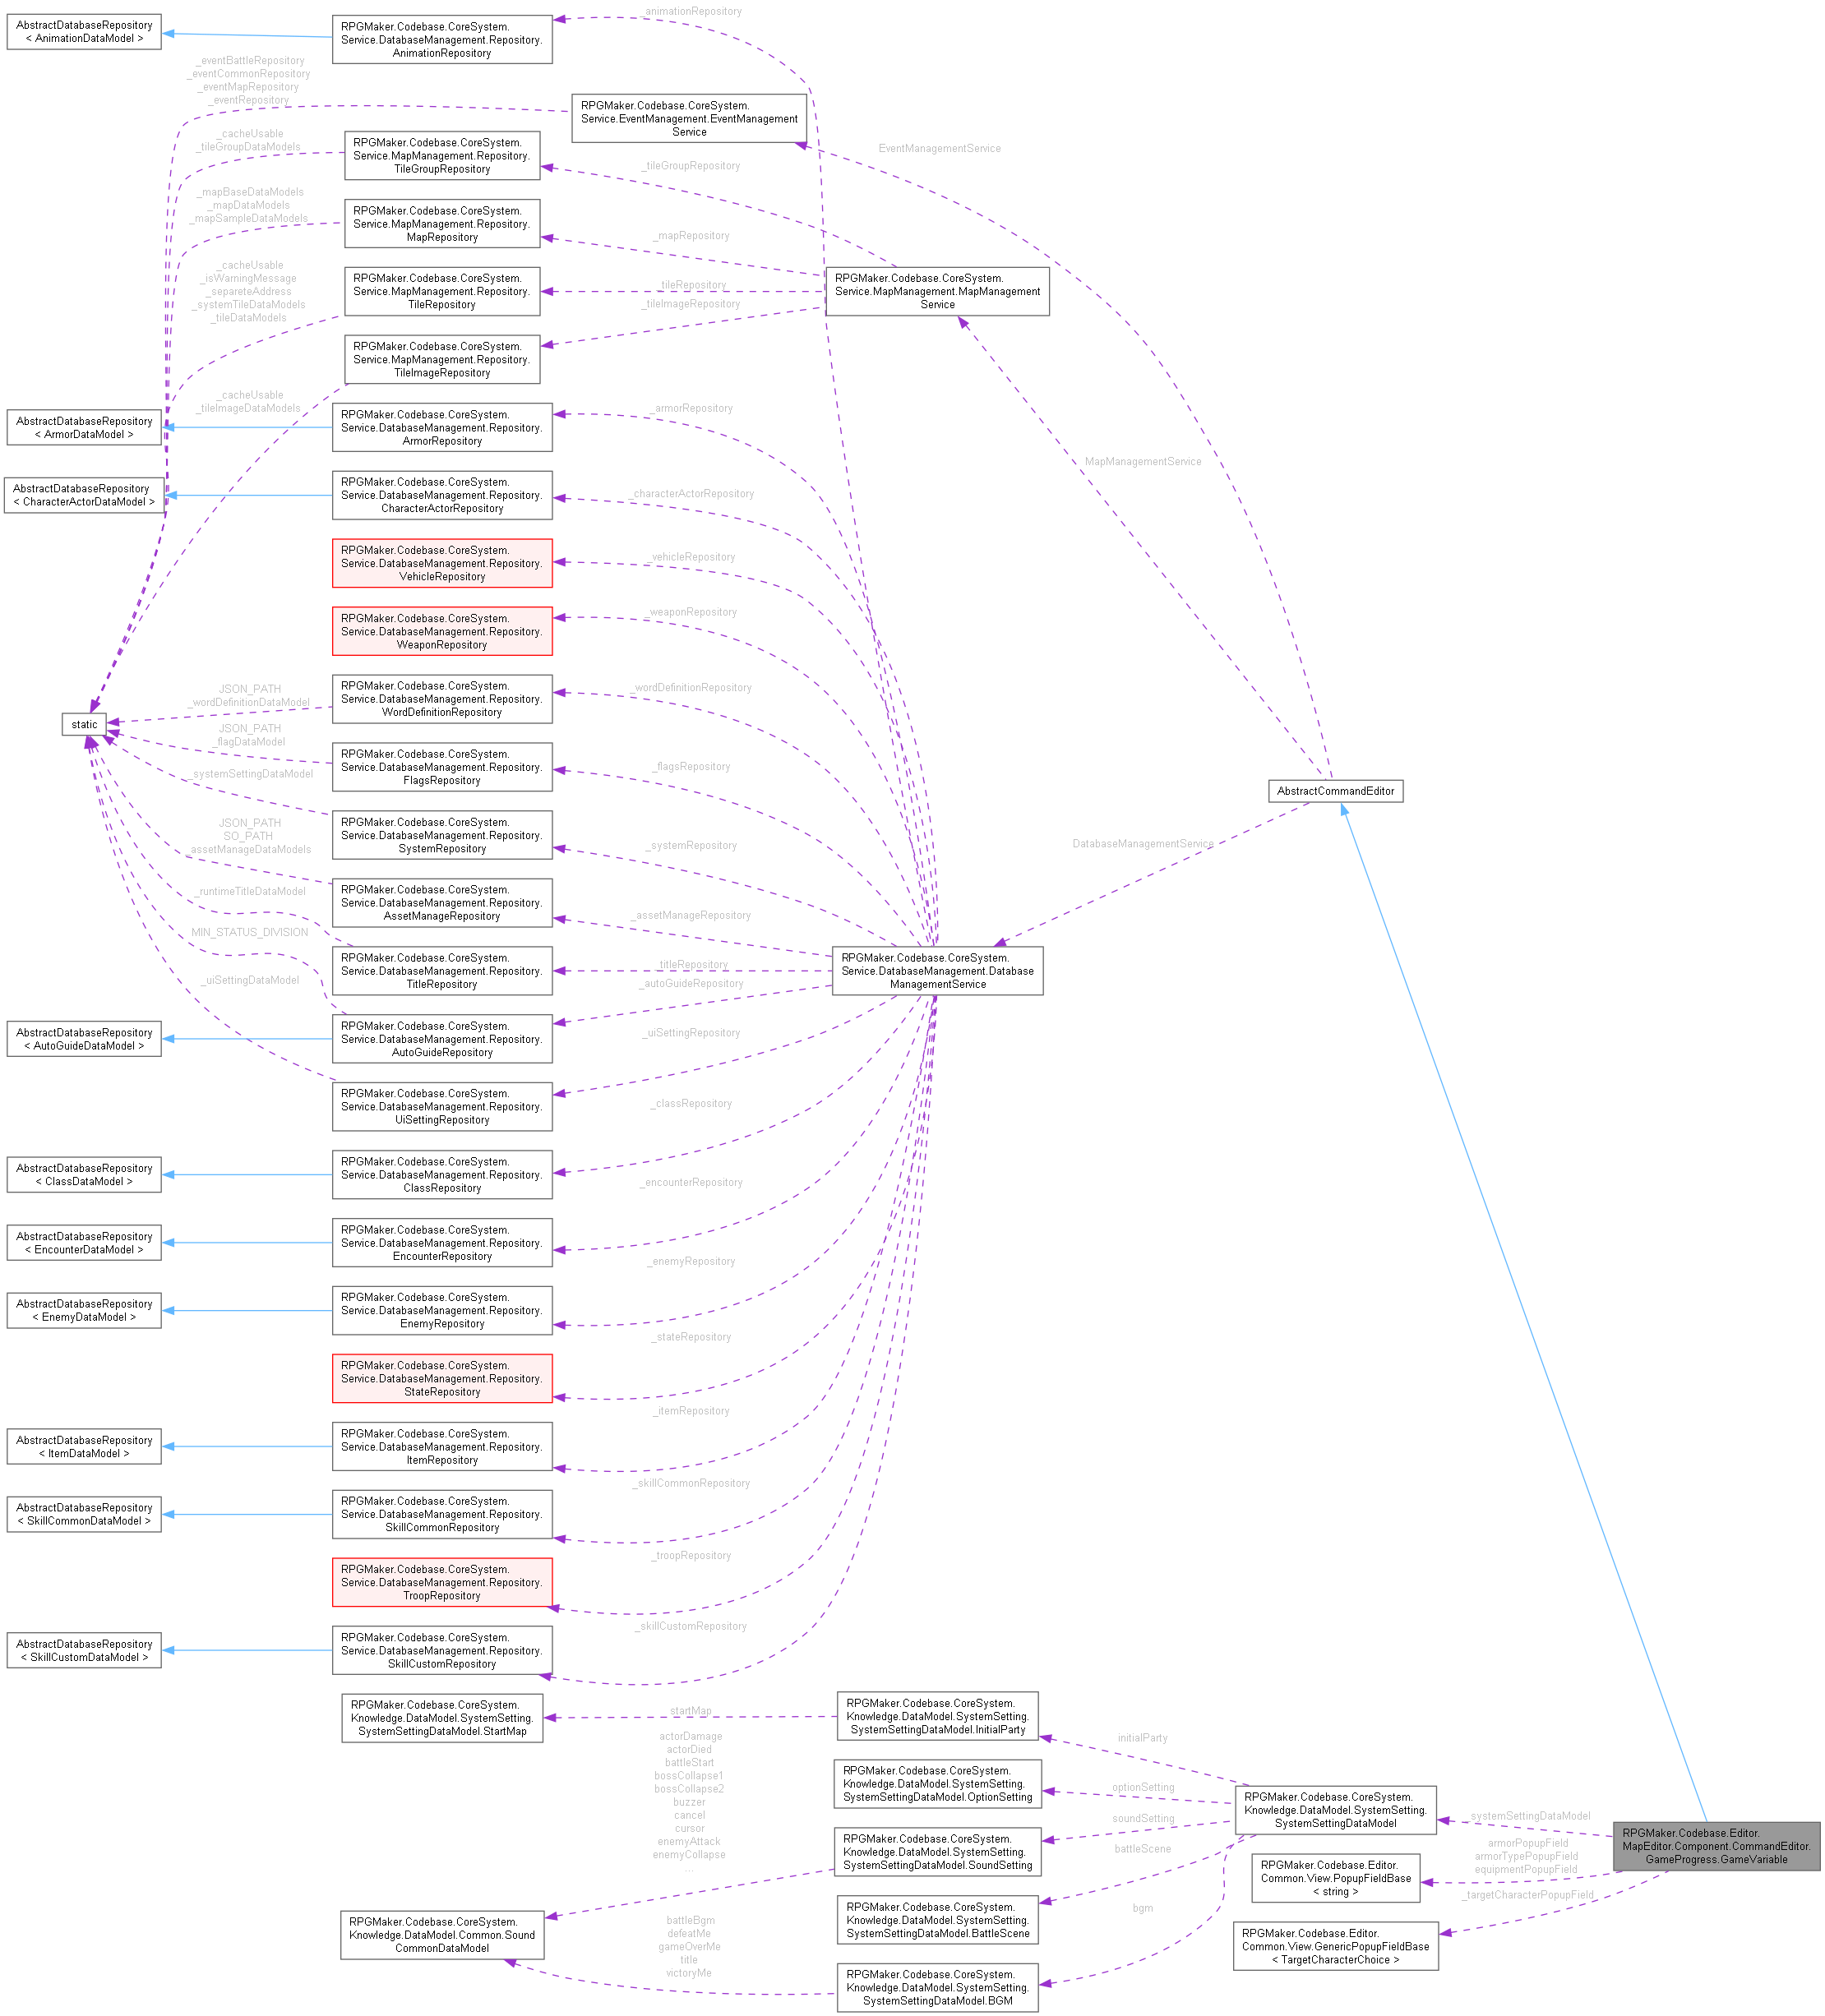 AbstractDatabaseRepository
< AnimationDataModel >
RPGMaker.Codebase.CoreSystem.
Service.DatabaseManagement.Repository.
AnimationRepository
_animationRepository
_eventBattleRepository
_eventCommonRepository
_eventMapRepository
_eventRepository
RPGMaker.Codebase.CoreSystem.
Service.EventManagement.EventManagement
Service
EventManagementService
_cacheUsable
_tileGroupDataModels
RPGMaker.Codebase.CoreSystem.
Service.MapManagement.Repository.
TileGroupRepository
_tileGroupRepository
_mapBaseDataModels
_mapDataModels
_mapSampleDataModels
RPGMaker.Codebase.CoreSystem.
Service.MapManagement.Repository.
MapRepository
_mapRepository
_cacheUsable
_isWarningMessage
_separeteAddress
_systemTileDataModels
_tileDataModels
RPGMaker.Codebase.CoreSystem.
Service.MapManagement.Repository.
TileRepository
_tileRepository
_tileImageRepository
RPGMaker.Codebase.CoreSystem.
Service.MapManagement.MapManagement
Service
RPGMaker.Codebase.CoreSystem.
Service.MapManagement.Repository.
TileImageRepository
_cacheUsable
_tileImageDataModels
AbstractDatabaseRepository
< ArmorDataModel >
RPGMaker.Codebase.CoreSystem.
Service.DatabaseManagement.Repository.
ArmorRepository
_armorRepository
MapManagementService
AbstractDatabaseRepository
< CharacterActorDataModel >
RPGMaker.Codebase.CoreSystem.
Service.DatabaseManagement.Repository.
CharacterActorRepository
_characterActorRepository
RPGMaker.Codebase.CoreSystem.
Service.DatabaseManagement.Repository.
VehicleRepository
_vehicleRepository
RPGMaker.Codebase.CoreSystem.
Service.DatabaseManagement.Repository.
WeaponRepository
_weaponRepository
static
JSON_PATH
_wordDefinitionDataModel
RPGMaker.Codebase.CoreSystem.
Service.DatabaseManagement.Repository.
WordDefinitionRepository
_wordDefinitionRepository
JSON_PATH
_flagDataModel
RPGMaker.Codebase.CoreSystem.
Service.DatabaseManagement.Repository.
FlagsRepository
_flagsRepository
AbstractCommandEditor
_systemSettingDataModel
RPGMaker.Codebase.CoreSystem.
Service.DatabaseManagement.Repository.
SystemRepository
_systemRepository
DatabaseManagementService
JSON_PATH
SO_PATH
_assetManageDataModels
RPGMaker.Codebase.CoreSystem.
Service.DatabaseManagement.Repository.
AssetManageRepository
_assetManageRepository
_runtimeTitleDataModel
RPGMaker.Codebase.CoreSystem.
Service.DatabaseManagement.Repository.
TitleRepository
_titleRepository
RPGMaker.Codebase.CoreSystem.
Service.DatabaseManagement.Database
ManagementService
MIN_STATUS_DIVISION
_autoGuideRepository
AbstractDatabaseRepository
< AutoGuideDataModel >
RPGMaker.Codebase.CoreSystem.
Service.DatabaseManagement.Repository.
AutoGuideRepository
_uiSettingDataModel
_uiSettingRepository
RPGMaker.Codebase.CoreSystem.
Service.DatabaseManagement.Repository.
UiSettingRepository
_classRepository
AbstractDatabaseRepository
< ClassDataModel >
RPGMaker.Codebase.CoreSystem.
Service.DatabaseManagement.Repository.
ClassRepository
_encounterRepository
AbstractDatabaseRepository
< EncounterDataModel >
RPGMaker.Codebase.CoreSystem.
Service.DatabaseManagement.Repository.
EncounterRepository
_enemyRepository
AbstractDatabaseRepository
< EnemyDataModel >
RPGMaker.Codebase.CoreSystem.
Service.DatabaseManagement.Repository.
EnemyRepository
_stateRepository
RPGMaker.Codebase.CoreSystem.
Service.DatabaseManagement.Repository.
StateRepository
_itemRepository
AbstractDatabaseRepository
< ItemDataModel >
RPGMaker.Codebase.CoreSystem.
Service.DatabaseManagement.Repository.
ItemRepository
_skillCommonRepository
AbstractDatabaseRepository
< SkillCommonDataModel >
RPGMaker.Codebase.CoreSystem.
Service.DatabaseManagement.Repository.
SkillCommonRepository
_troopRepository
RPGMaker.Codebase.CoreSystem.
Service.DatabaseManagement.Repository.
TroopRepository
_skillCustomRepository
AbstractDatabaseRepository
< SkillCustomDataModel >
RPGMaker.Codebase.CoreSystem.
Service.DatabaseManagement.Repository.
SkillCustomRepository
RPGMaker.Codebase.CoreSystem.
Knowledge.DataModel.SystemSetting.
SystemSettingDataModel.StartMap
startMap
RPGMaker.Codebase.CoreSystem.
Knowledge.DataModel.SystemSetting.
SystemSettingDataModel.InitialParty
initialParty
actorDamage
actorDied
battleStart
bossCollapse1
bossCollapse2
buzzer
cancel
cursor
enemyAttack
enemyCollapse
...
RPGMaker.Codebase.CoreSystem.
Knowledge.DataModel.SystemSetting.
SystemSettingDataModel.OptionSetting
optionSetting
soundSetting
battleScene
RPGMaker.Codebase.CoreSystem.
Knowledge.DataModel.SystemSetting.
SystemSettingDataModel
_systemSettingDataModel
RPGMaker.Codebase.Editor.
MapEditor.Component.CommandEditor.
GameProgress.GameVariable
RPGMaker.Codebase.CoreSystem.
Knowledge.DataModel.SystemSetting.
SystemSettingDataModel.SoundSetting
armorPopupField
armorTypePopupField
equipmentPopupField
RPGMaker.Codebase.Editor.
Common.View.PopupFieldBase
< string >
_targetCharacterPopupField
bgm
RPGMaker.Codebase.CoreSystem.
Knowledge.DataModel.SystemSetting.
SystemSettingDataModel.BattleScene
RPGMaker.Codebase.CoreSystem.
Knowledge.DataModel.Common.Sound
CommonDataModel
battleBgm
defeatMe
gameOverMe
title
victoryMe
RPGMaker.Codebase.Editor.
Common.View.GenericPopupFieldBase
< TargetCharacterChoice >
RPGMaker.Codebase.CoreSystem.
Knowledge.DataModel.SystemSetting.
SystemSettingDataModel.BGM